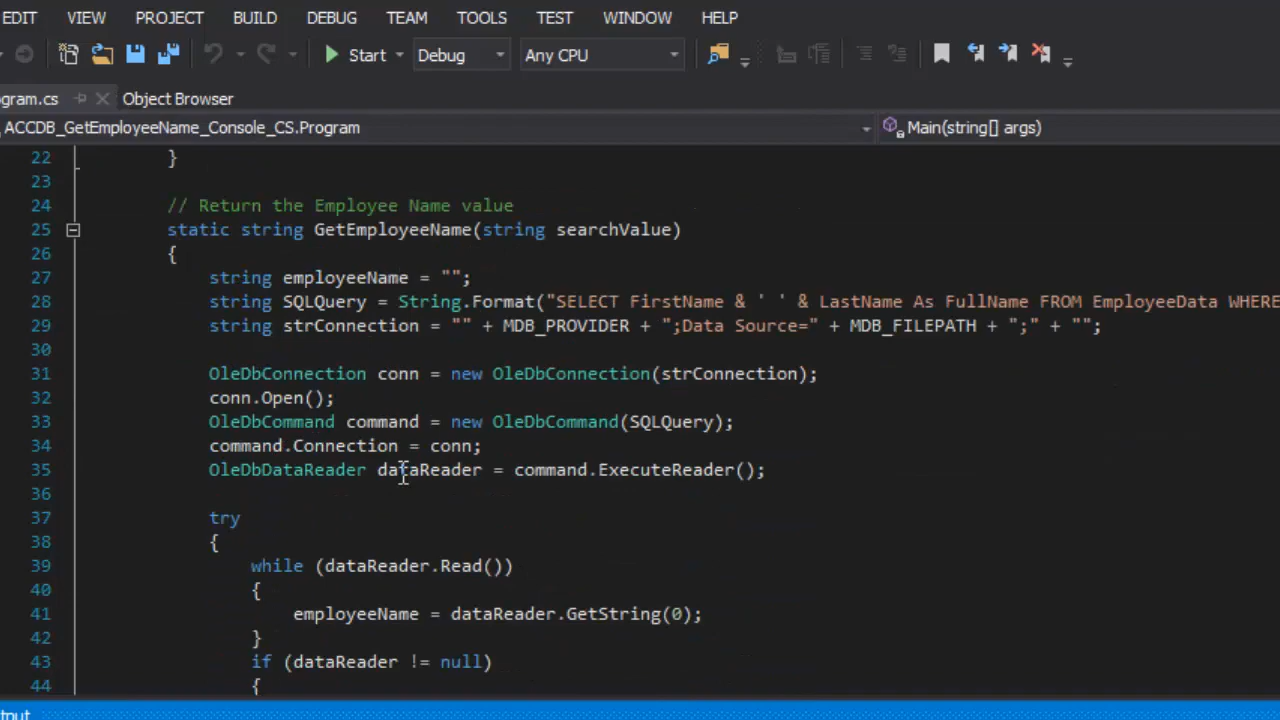 EDIT VIEW PROJECT BUILD DEBUG TEAM TOOLS TEST WINDOW HELP
Start Debug Any CPU
gram.cs Object Browser
ACCDB_GetEmployeeName_Console_CS.Program Main(string[] args)
22 }
23
24 // Return the Employee Name value
25 static string GetEmployeeName(string searchValue)
26 {
27 string employeeName = "";
28 string SQLQuery = String.Format("SELECT FirstName & ' ' & LastName As FullName FROM EmployeeData WHERE
29 string strConnection = "" + MDB_PROVIDER + ";Data Source=" + MDB_FILEPATH + ";" + "";
30
31 OleDbConnection conn = new OleDbConnection(strConnection);
32 conn.Open();
33 OleDbCommand command = new OleDbCommand(SQLQuery);
34 command.Connection = conn;
35 OleDbDataReader dataReader = command.ExecuteReader();
36
37 try
38 {
39 while (dataReader.Read())
40 {
41 employeeName = dataReader.GetString(0);
42 }
43 if (dataReader != null)
44 {